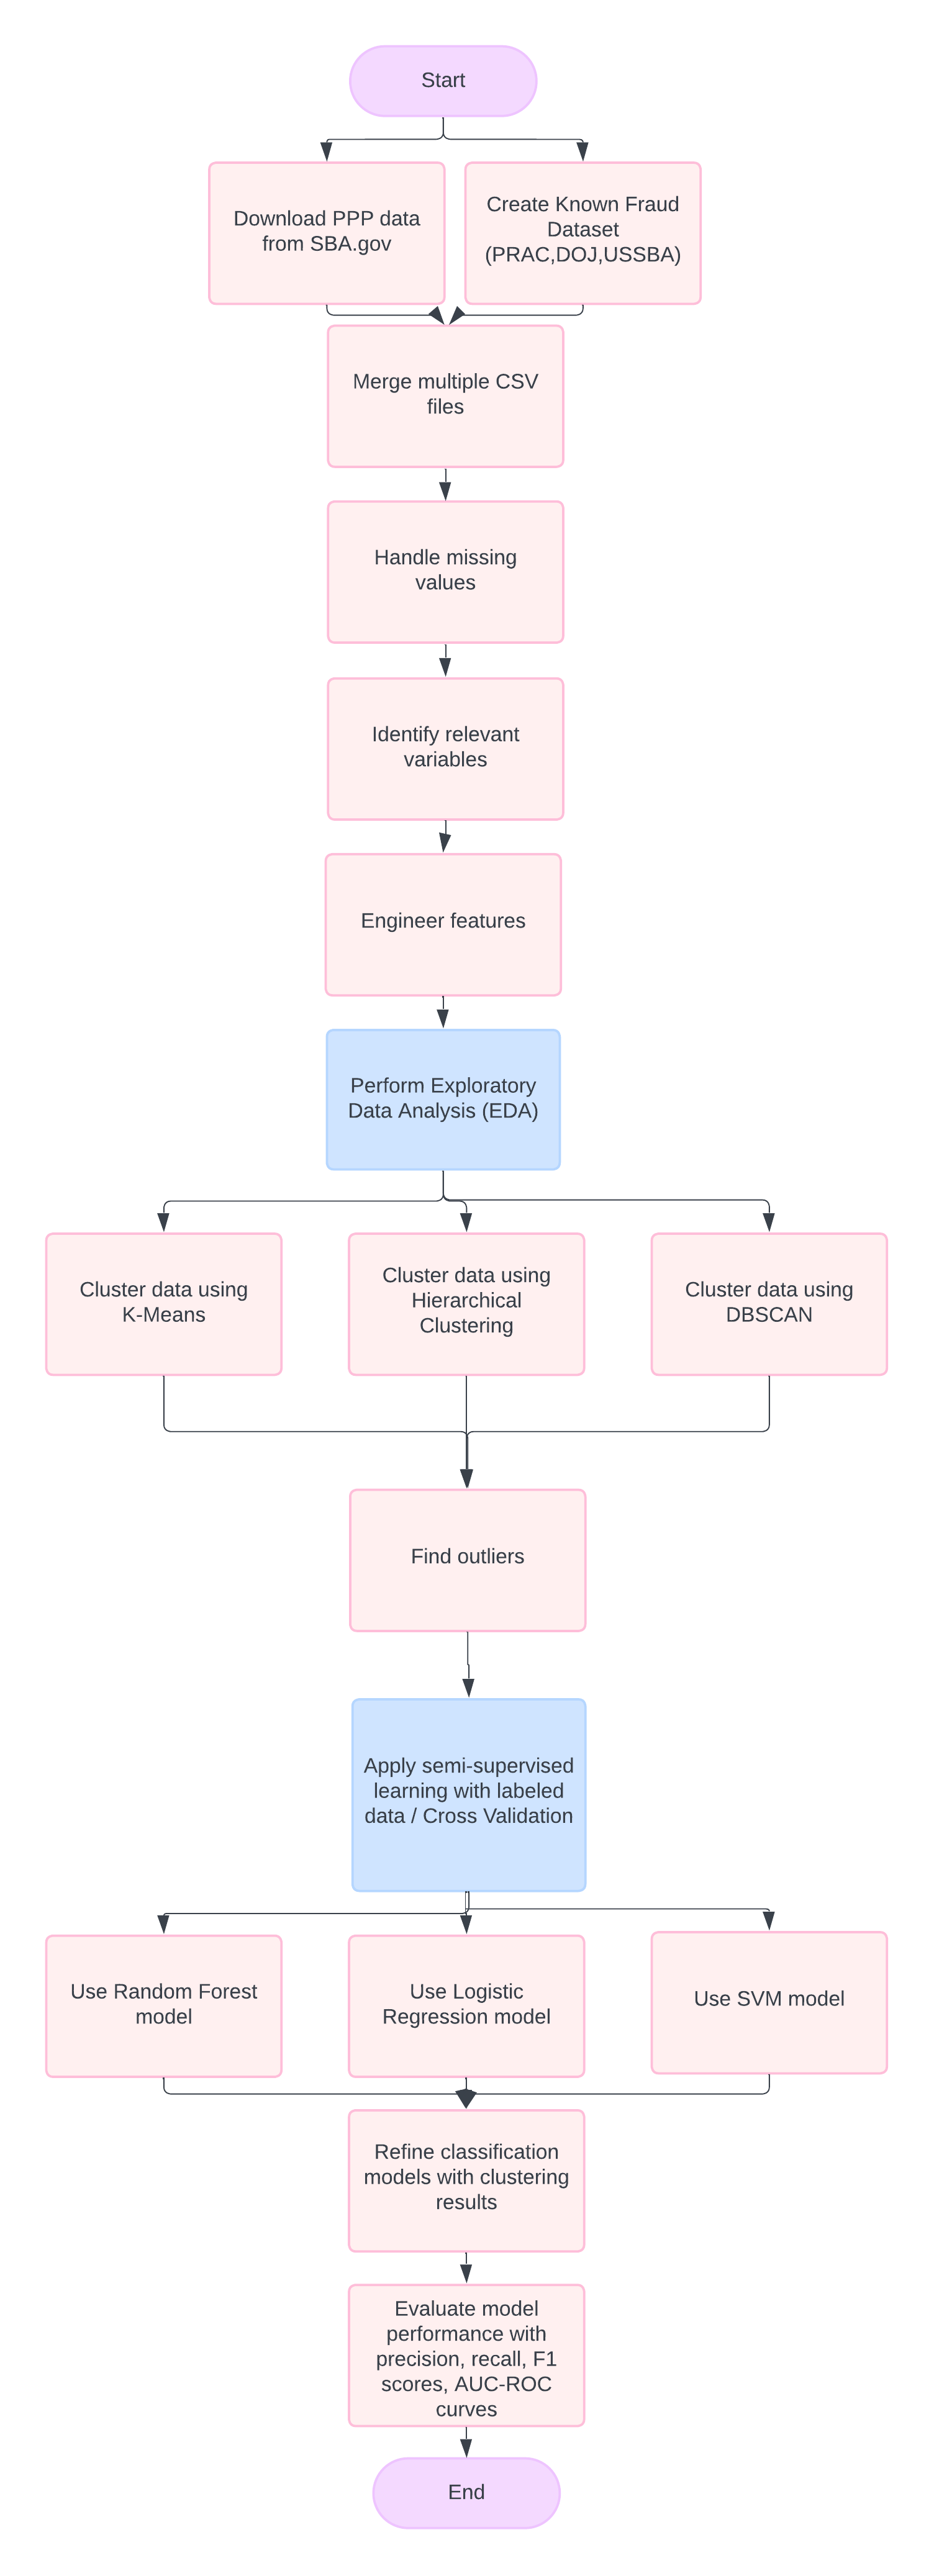 Start
Download PPP data
from SBA.gov
Create Known Fraud
Dataset
(PRAC,DOJ,USSBA)
Merge multiple CSV
files
Handle missing
values
Identify relevant
variables
Engineer features
Perform Exploratory
Data Analysis (EDA)
Cluster data using
K-Means
Cluster data using
Hierarchical
Clustering
Cluster data using
DBSCAN
Find outliers
Apply semi-supervised
learning with labeled
data / Cross Validation
Use Random Forest
model
Use Logistic
Regression model
Use SVM model
Refine classification
models with clustering
results
Evaluate model
performance with
precision, recall, F1
scores, AUC-ROC
curves
End